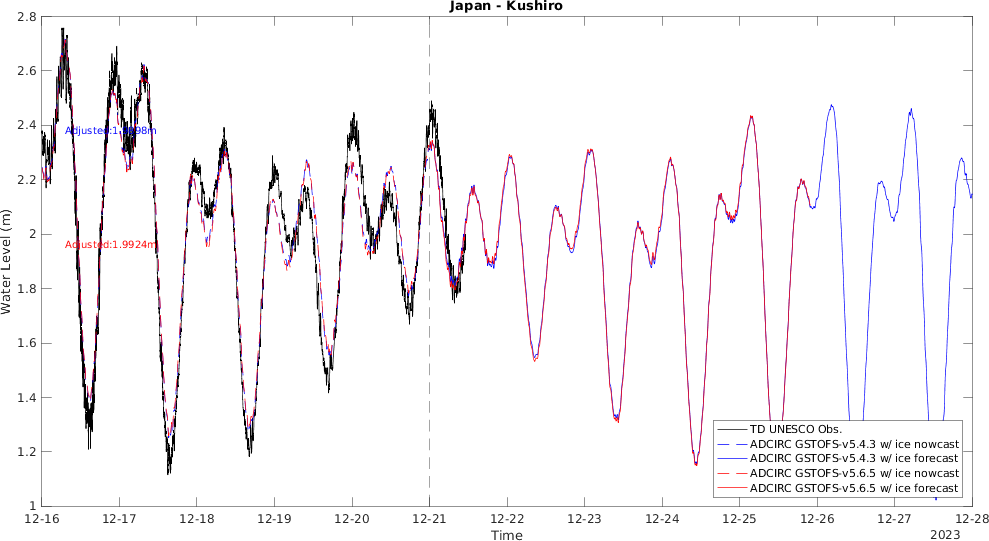 Japan - Kushiro
2.8
2.6
2.4
2.2
2
1.8
1.6
1.4
1.2
1
Water Level (m)
Adjusted:1.9924m
TD UNESCO Obs.
ADCIRC GSTOFS-v5.4.3 w/ ice nowcast
ADCIRC GSTOFS-v5.4.3 w/ ice forecast
ADCIRC GSTOFS-v5.6.5 w/ ice nowcast
ADCIRC GSTOFS-v5.6.5 w/ ice forecast
12-16 12-17 12-18 12-19 12-20 12-21 12-22 12-23 12-24 12-25 12-26 12-27 12-28
Time
2023